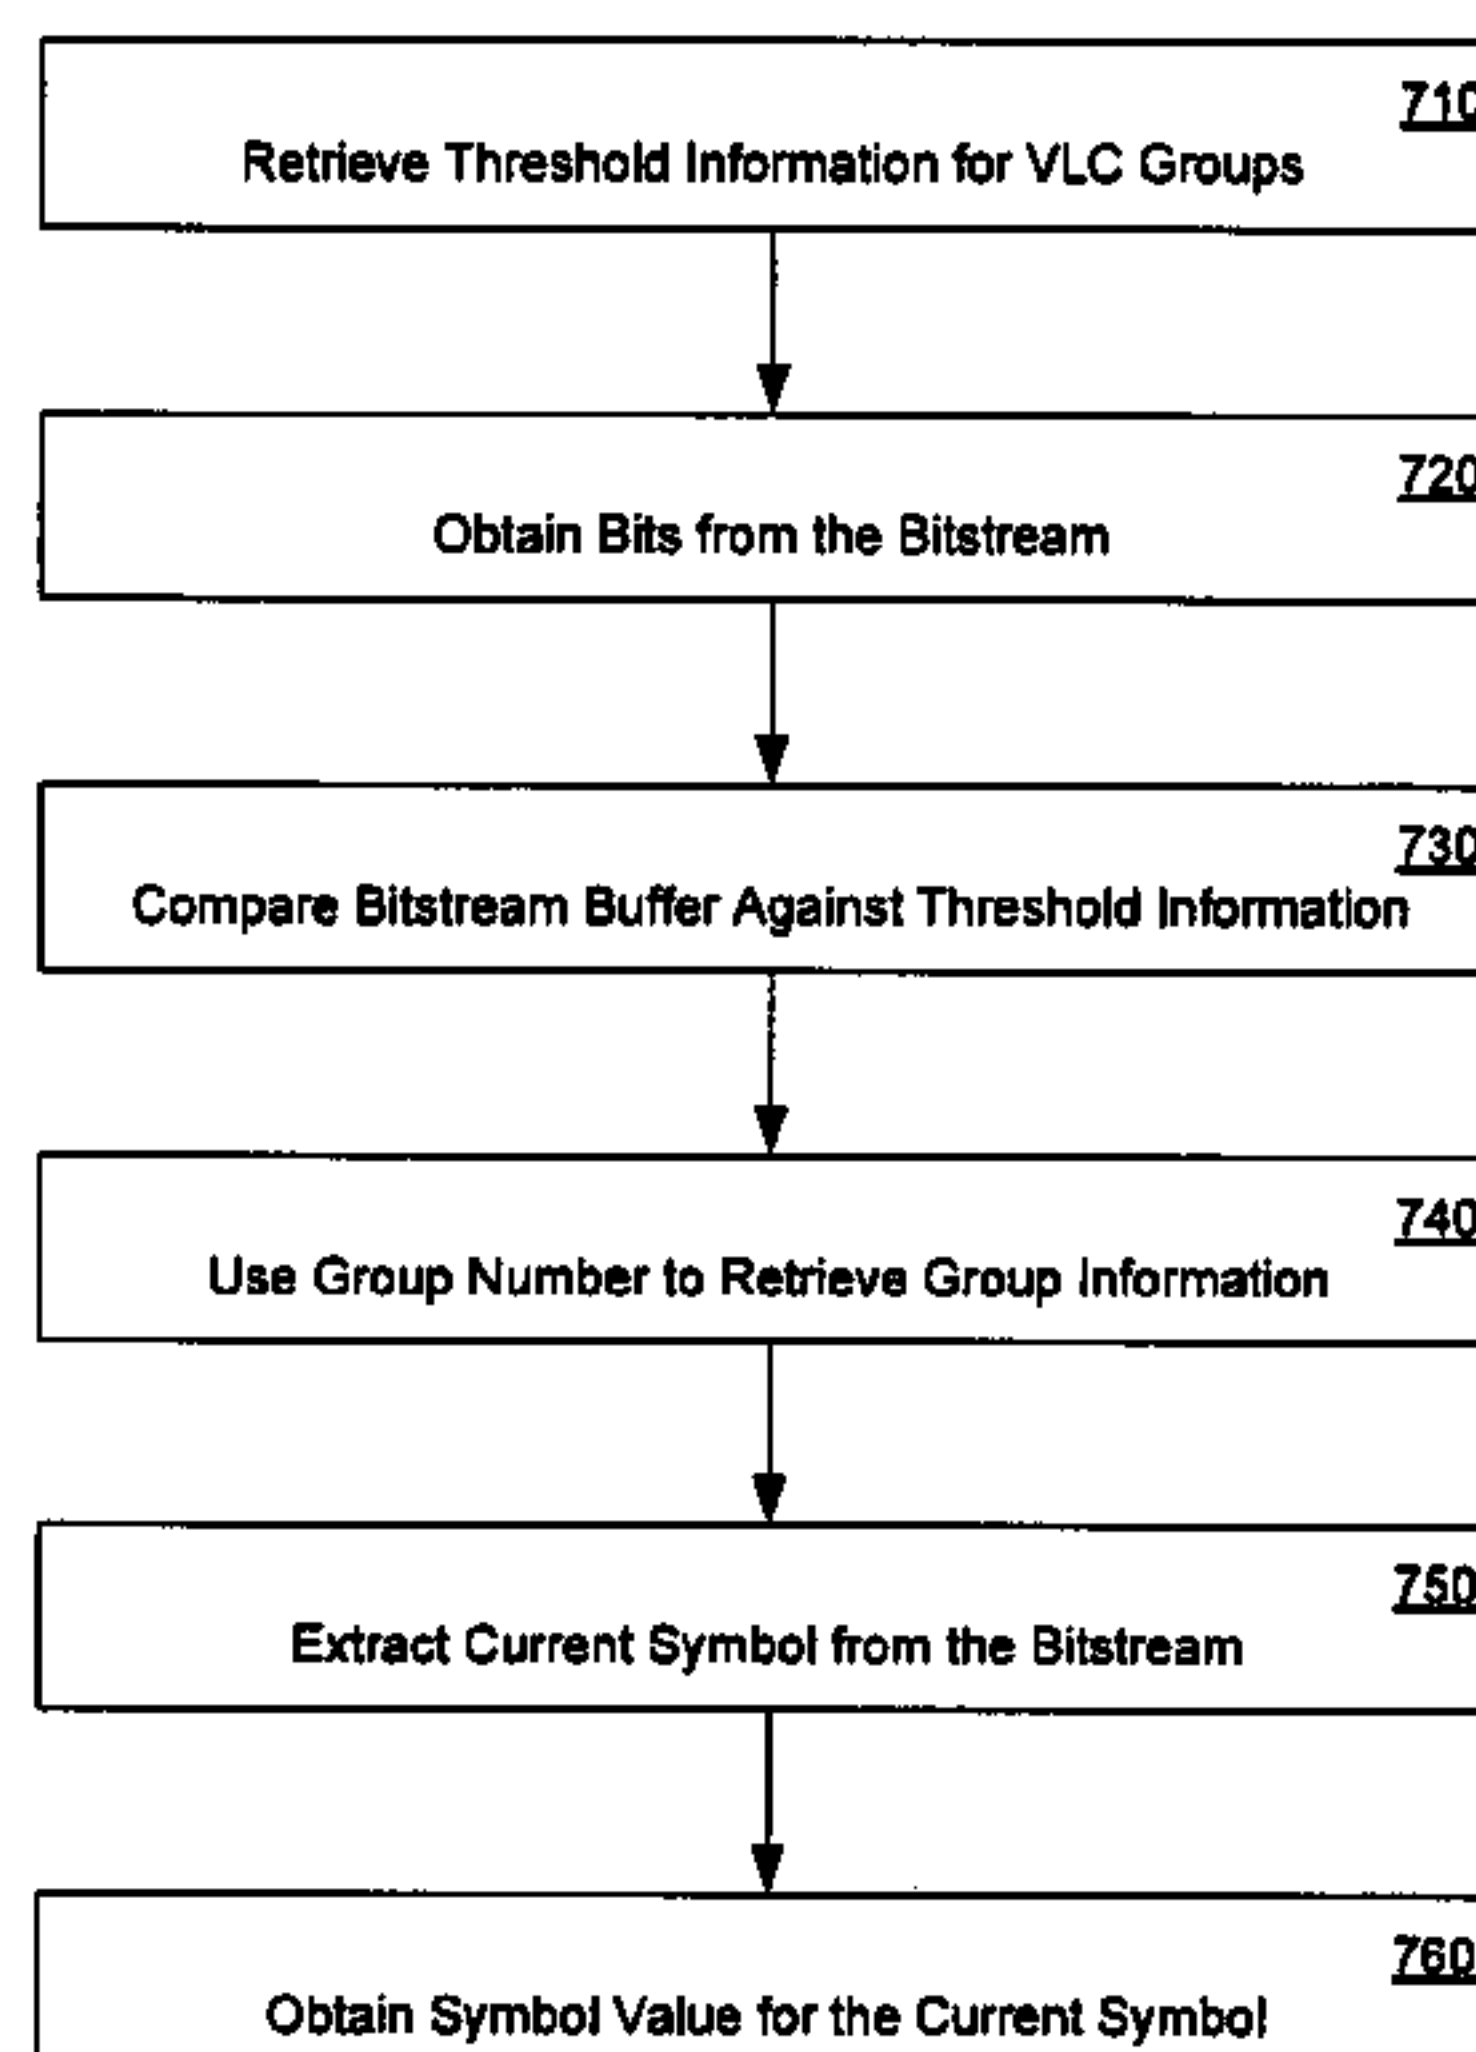 710
Retrieve Threshold Information for VLC Groups
720
Obtain Bits from the Bitstream
730
Compare Bitstream Buffer Against Threshold Information
740
Use Group Number to Retrieve Group Information
750
Extract Current Symbol from the Bitstream
760
Obtain Symbol Value for the Current Symbol